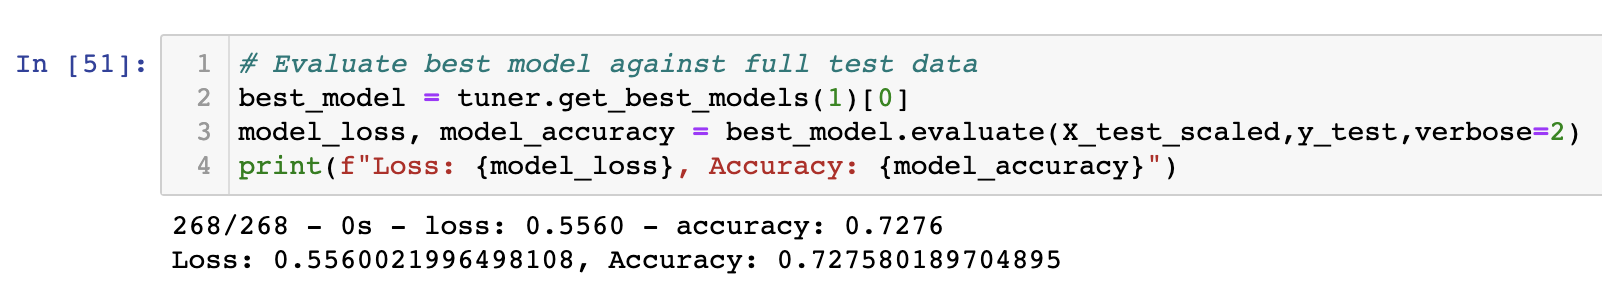 In [51]:
1 # Evaluate best model against full test data
2 best_model = tuner.get_best_models(1)[0]
3 model_loss, model_accuracy = best_model.evaluate(X_test_scaled,y_test,verbose=2)
4 print(f"Loss: {model_loss}, Accuracy: {model_accuracy}")
268/268 - 0s - loss: 0.5560 - accuracy: 0.7276
Loss: 0.5560021996498108, Accuracy: 0.727580189704895